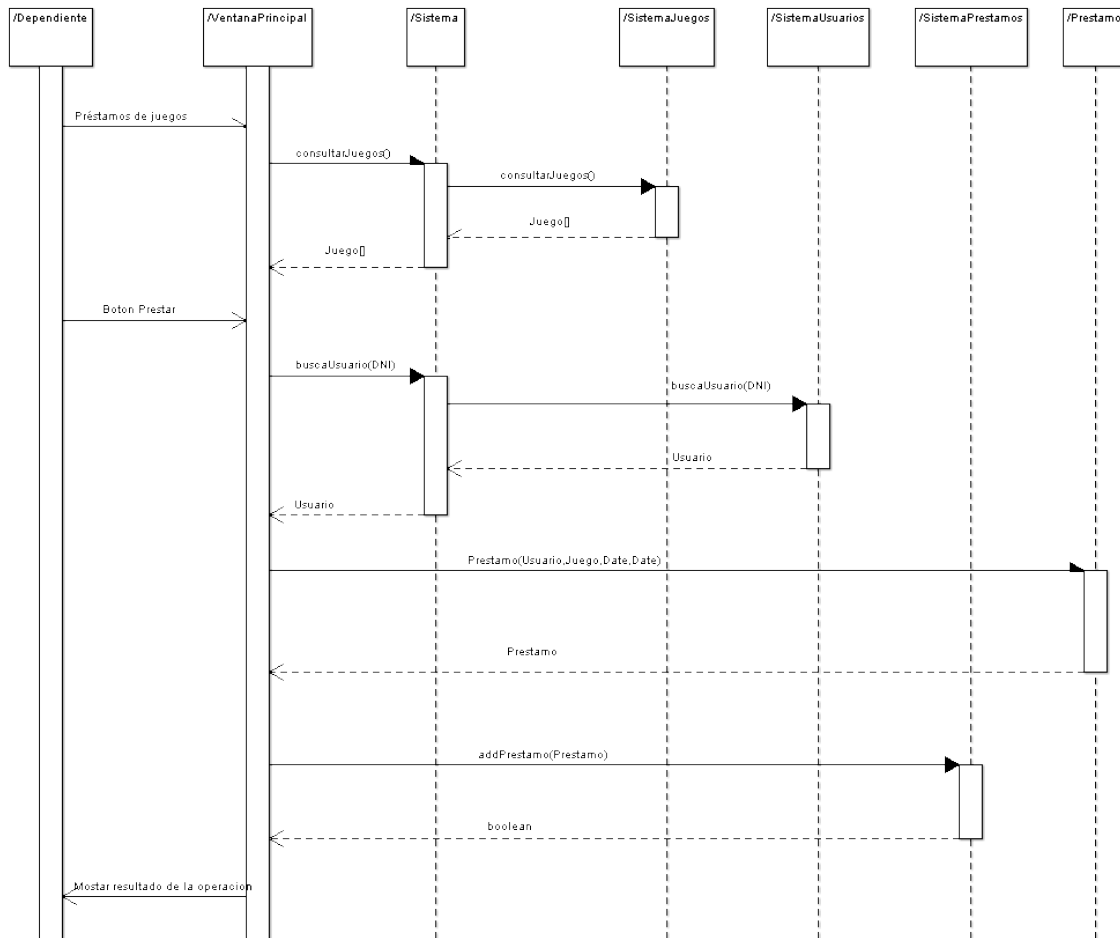 /Dependiente
/VentanaPrincipal
/Sistema
/SistemaJuegos
/SistemaUsuarios
/SistemaPrestamos
/Prestamo
Préstamos de juegos
consultarJuegos()
consultarJuegos()
Juego[]
Juego[]
Boton Prestar
buscaUsuario(DNI)
buscaUsuario(DNI)
Usuario
Usuario
Prestamo(Usuario,Juego,Date,Date)
Prestamo
addPrestamo(Prestamo)
boolean
Mostar resultado de la operacion